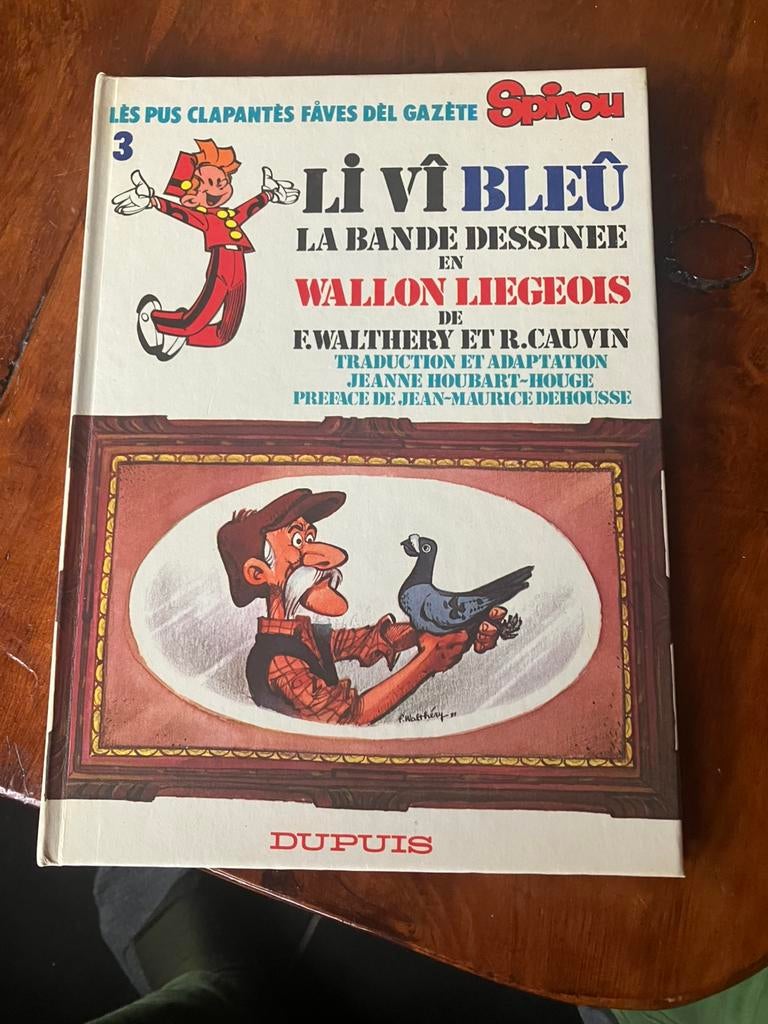 LÈS PUS CLAPANTÈS FÅVES DÈL GAZÈTE Spirou
3
LI VÎ BLEÛ
LA BANDE DESSINEE
EN
WALLON LIEGEOIS
DE
F.WALTHERY ET R.CAUVIN
TRADUCTION ET ADAPTATION
JEANNE HOUBART-HOUGE
PREFACE DE JEAN-MAURICE DEHOUSSE
F. Walthéry
DUPUIS